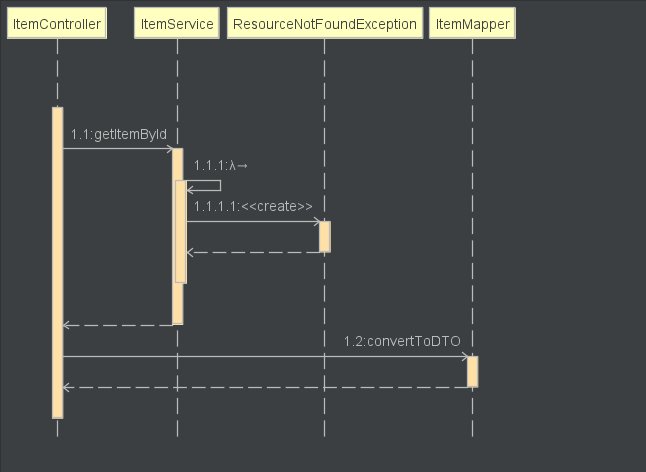 ItemController
ItemService
ResourceNotFoundException
ItemMapper
1.1:getItemById
1.1.1:λ→
1.1.1.1:<<create>>
1.2:convertToDTO